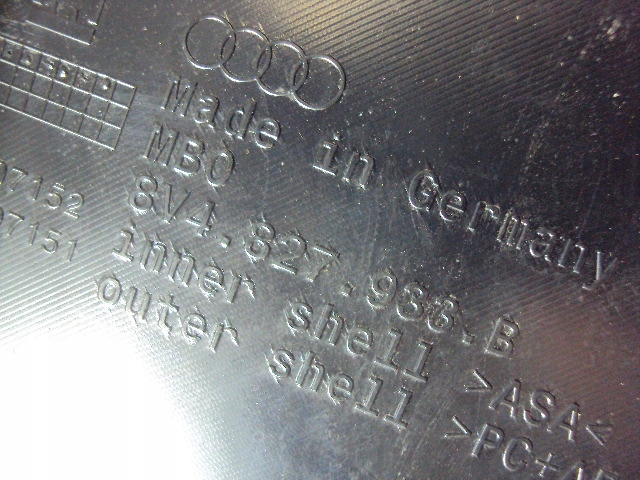 Made in Germany
MBO
8V4.827.933.B
inner shell >ASA<
outer shell >PC+A
07152
07151